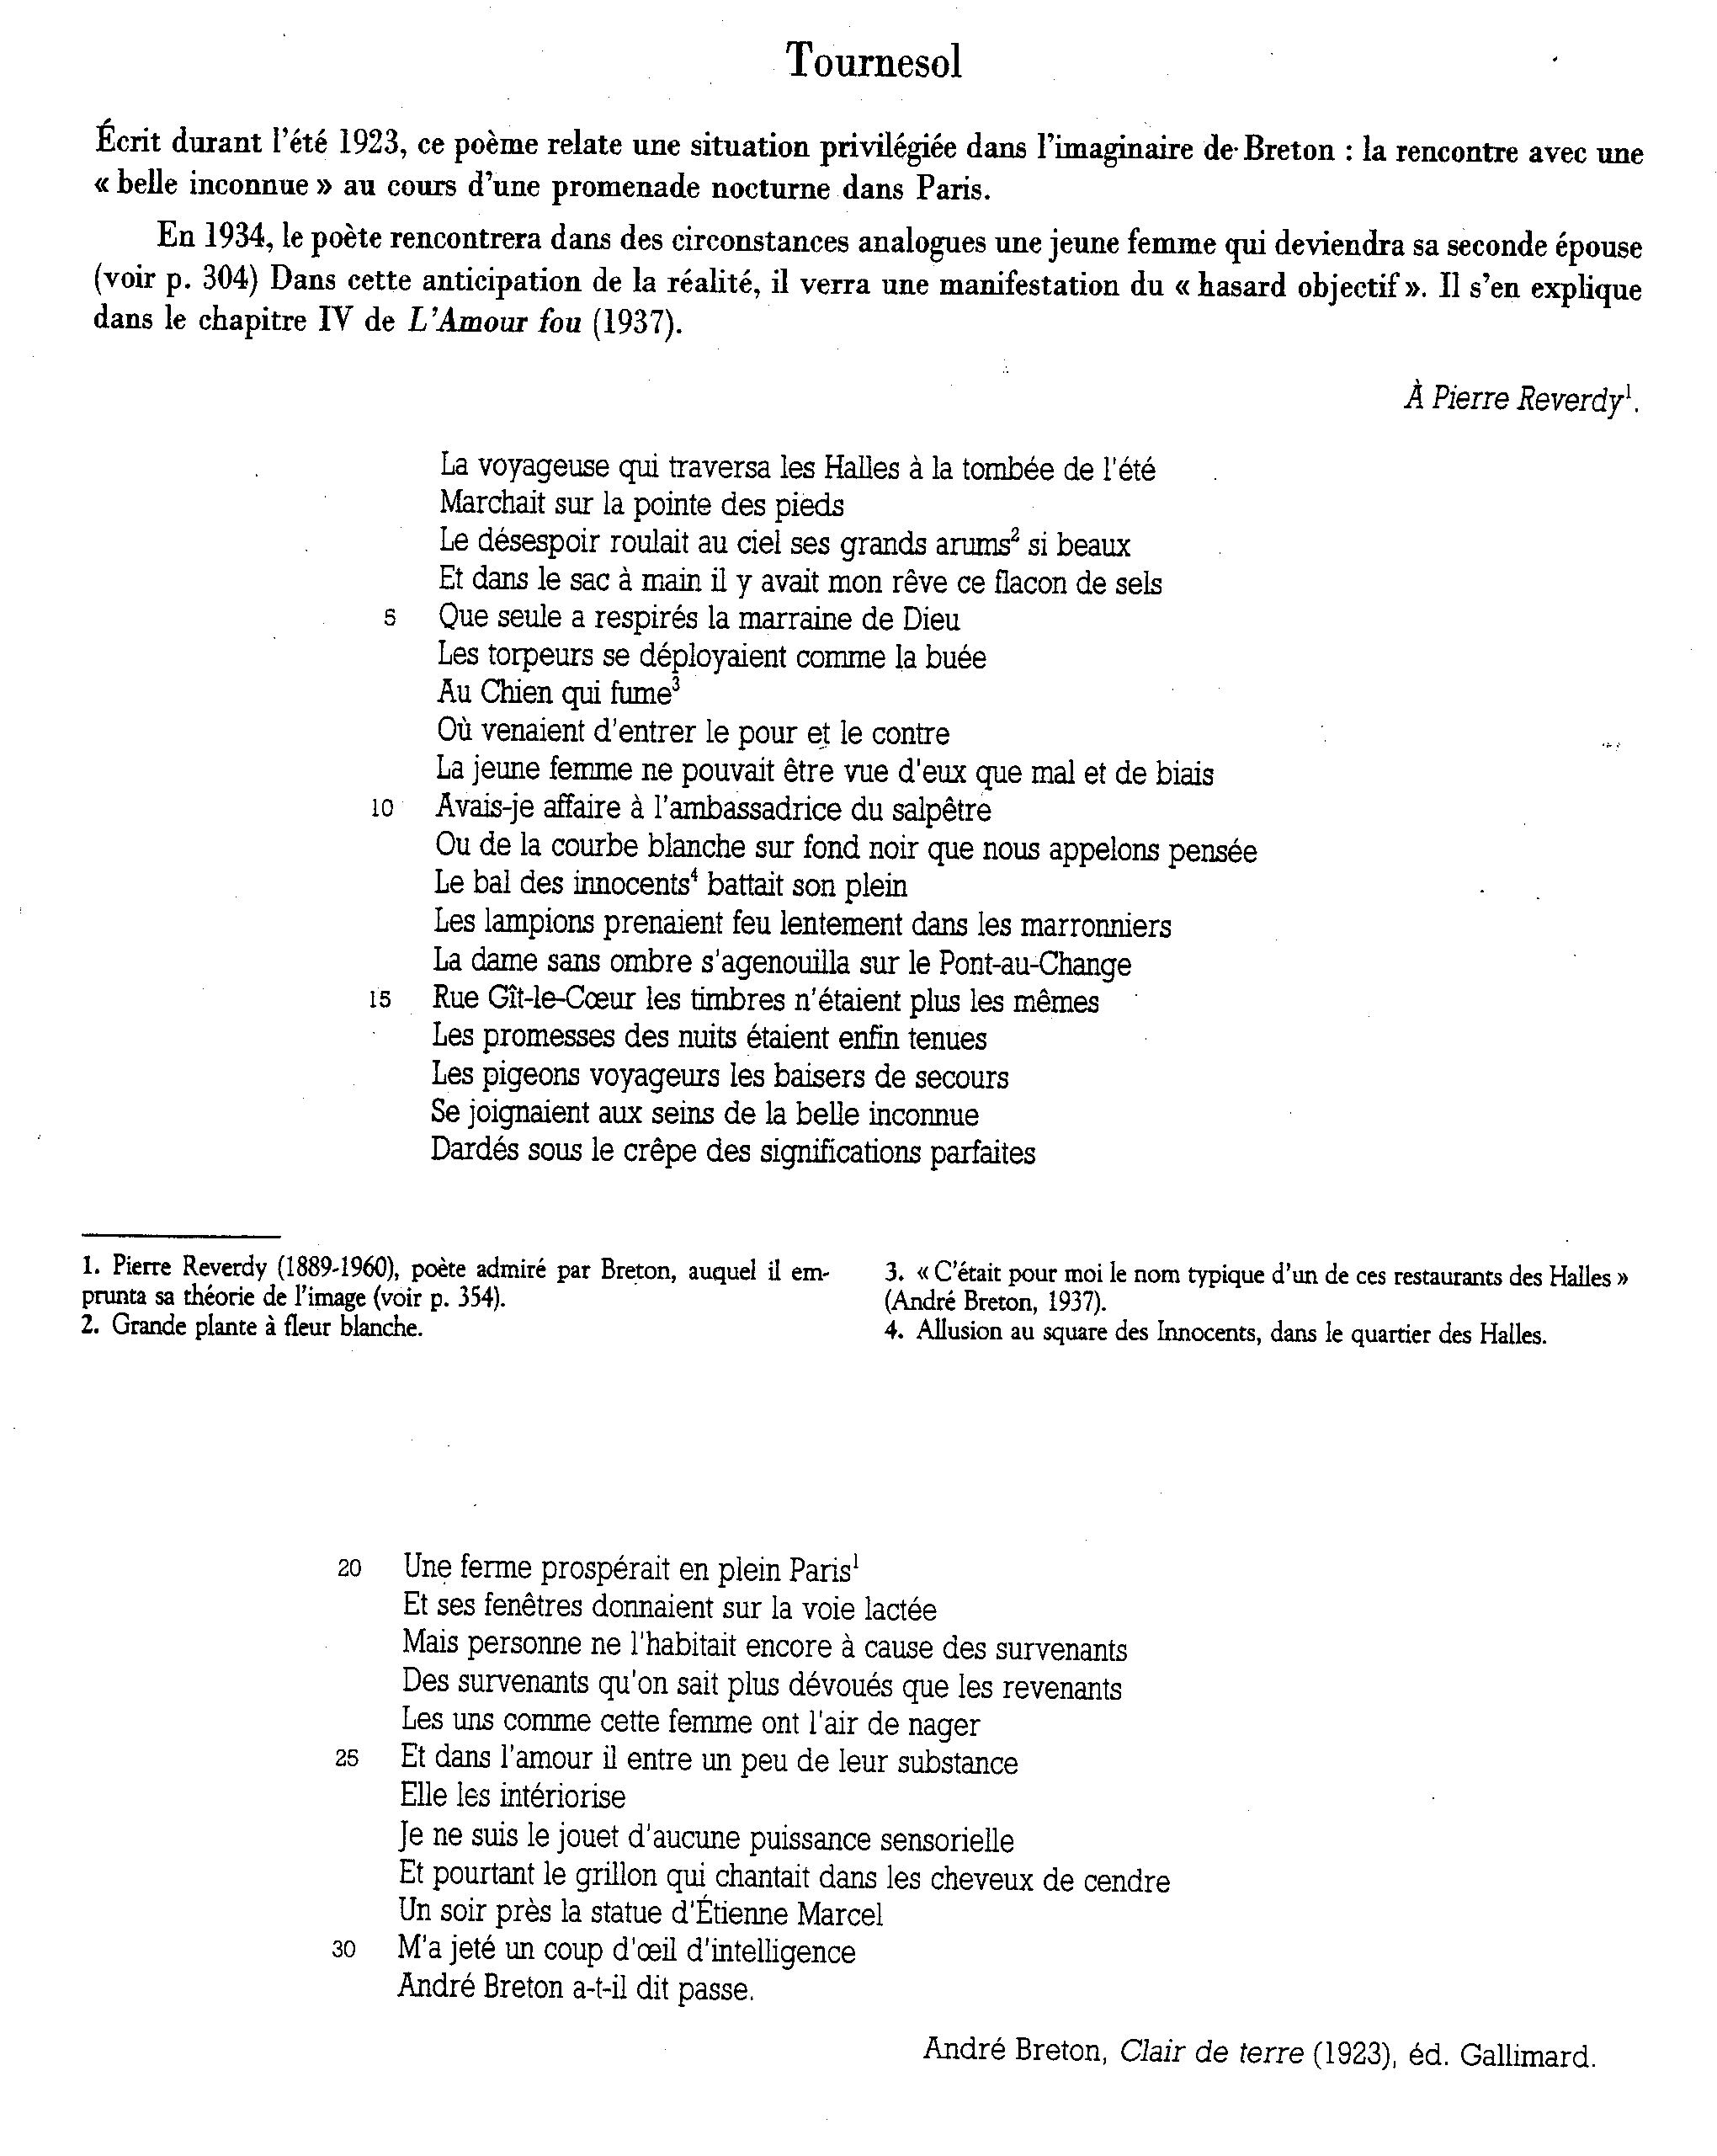 Tournesol
Écrit durant l'été 1923, ce poème relate une situation privilégiée dans l'imaginaire de Breton : la rencontre avec une
« belle inconnue » au cours d'une promenade nocturne dans Paris.
En 1934, le poète rencontrera dans des circonstances analogues une jeune femme qui deviendra sa seconde épouse
(voir p. 304) Dans cette anticipation de la réalité, il verra une manifestation du « hasard objectif ». Il s'en explique
dans le chapitre IV de L'Amour fou (1937).
À Pierre Reverdy¹.
La voyageuse qui traversa les Halles à la tombée de l'été
Marchait sur la pointe des pieds
Le désespoir roulait au ciel ses grands arums² si beaux
Et dans le sac à main il y avait mon rêve ce flacon de sels
5 Que seule a respirés la marraine de Dieu
Les torpeurs se déployaient comme la buée
Au Chien qui fume³
Où venaient d'entrer le pour et le contre
La jeune femme ne pouvait être vue d'eux que mal et de biais
10 Avais-je affaire à l'ambassadrice du salpêtre
Ou de la courbe blanche sur fond noir que nous appelons pensée
Le bal des innocents⁴ battait son plein
Les lampions prenaient feu lentement dans les marronniers
La dame sans ombre s'agenouilla sur le Pont-au-Change
15 Rue Gît-le-Cœur les timbres n'étaient plus les mêmes
Les promesses des nuits étaient enfin tenues
Les pigeons voyageurs les baisers de secours
Se joignaient aux seins de la belle inconnue
Dardés sous le crêpe des significations parfaites
1. Pierre Reverdy (1889-1960), poète admiré par Breton, auquel il em-
prunta sa théorie de l'image (voir p. 354).
2. Grande plante à fleur blanche.
3. « C'était pour moi le nom typique d'un de ces restaurants des Halles »
(André Breton, 1937).
4. Allusion au square des Innocents, dans le quartier des Halles.
20 Une ferme prospérait en plein Paris¹
Et ses fenêtres donnaient sur la voie lactée
Mais personne ne l'habitait encore à cause des survenants
Des survenants qu'on sait plus dévoués que les revenants
Les uns comme cette femme ont l'air de nager
25 Et dans l'amour il entre un peu de leur substance
Elle les intériorise
Je ne suis le jouet d'aucune puissance sensorielle
Et pourtant le grillon qui chantait dans les cheveux de cendre
Un soir près la statue d'Étienne Marcel
30 M'a jeté un coup d'œil d'intelligence
André Breton a-t-il dit passe.
André Breton, Clair de terre (1923), éd. Gallimard.